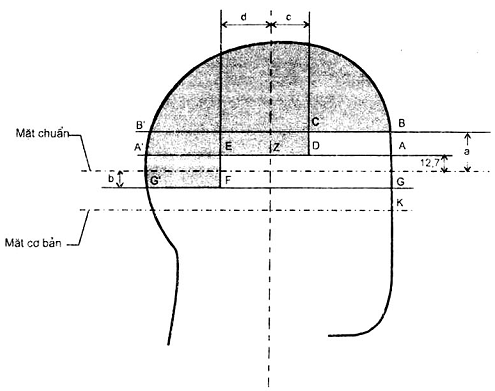 d c
B' C B
Mặt chuẩn
A' E Z D A
12,7 a
b G' F G
K
Mặt cơ bản